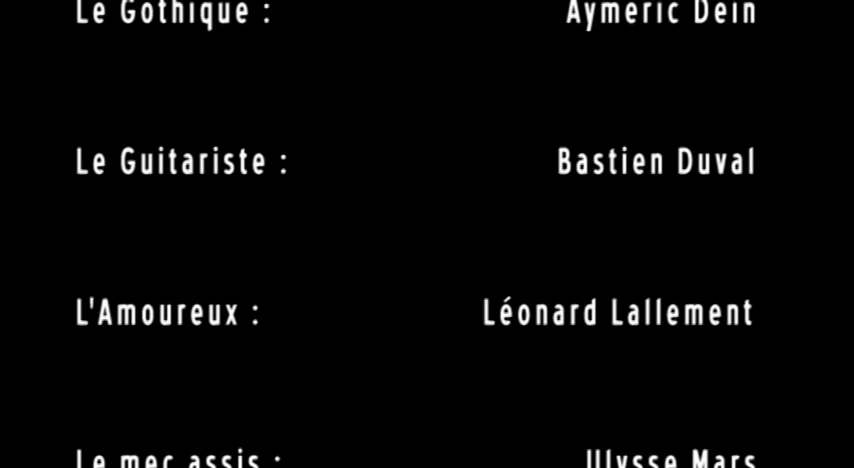 Le Gothique : Aymeric Dein
Le Guitariste : Bastien Duval
L'Amoureux : Léonard Lallement
Le mec assis : Ulysse Mars